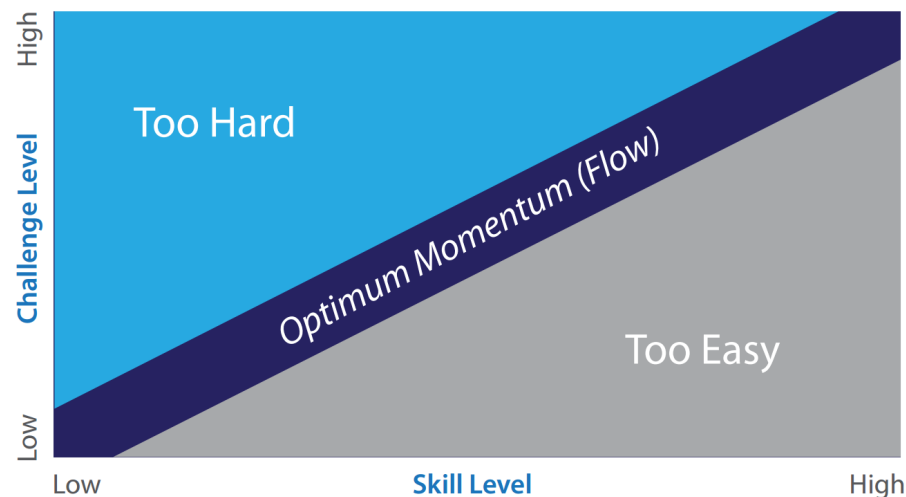 High
Challenge Level
Low
Too Hard
Optimum Momentum (Flow)
Too Easy
Low
Skill Level
High